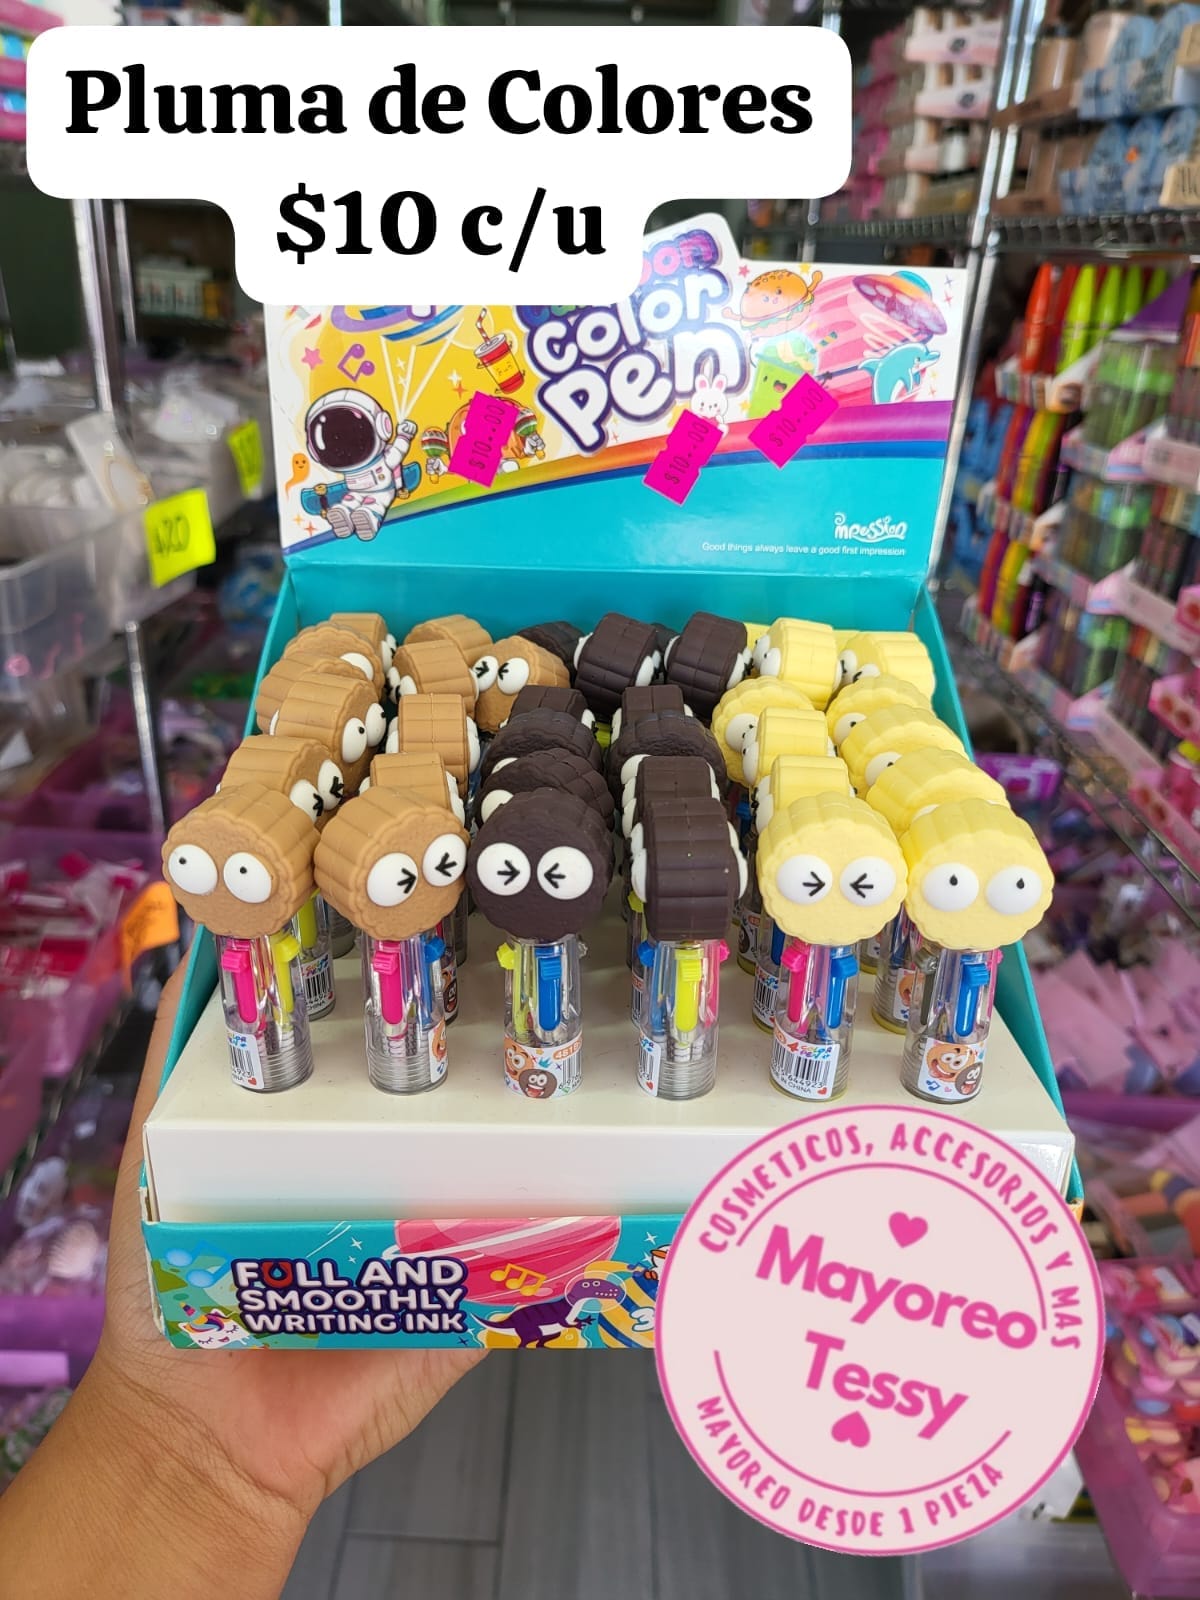 Pluma de Colores
$10 c/u
Color
Pen
$10.00
$10.00
$10.00
Mpession
Good things always leave a good first impression
FULL AND
SMOOTHLY
WRITING INK
COSMETICOS, ACCESORIOS Y MAS
Mayoreo
Tessy
MAYOREO DESDE 1 PIEZA